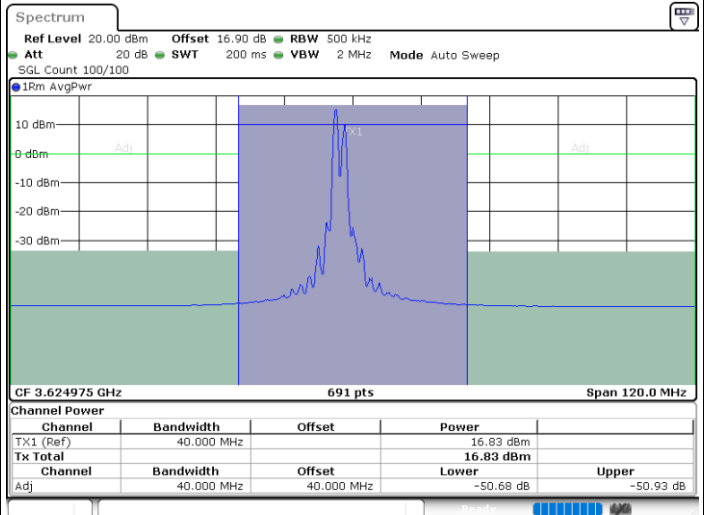 Spectrum
Ref Level 20.00 dBm Offset 16.90 dB RBW 500 kHz
Att 20 dB SWT 200 ms VBW 2 MHz Mode Auto Sweep
SGL Count 100/100
1Rm AvgPwr
10 dBm
X1
0 dBm
Adj
Adj
-10 dBm
-20 dBm
-30 dBm
CF 3.624975 GHz 691 pts Span 120.0 MHz
Channel Power
Channel Bandwidth Offset Power
TX1 (Ref) 40.000 MHz 16.83 dBm
Tx Total 16.83 dBm
Channel Bandwidth Offset Lower Upper
Adj 40.000 MHz 40.000 MHz -50.68 dB -50.93 dB
Ready